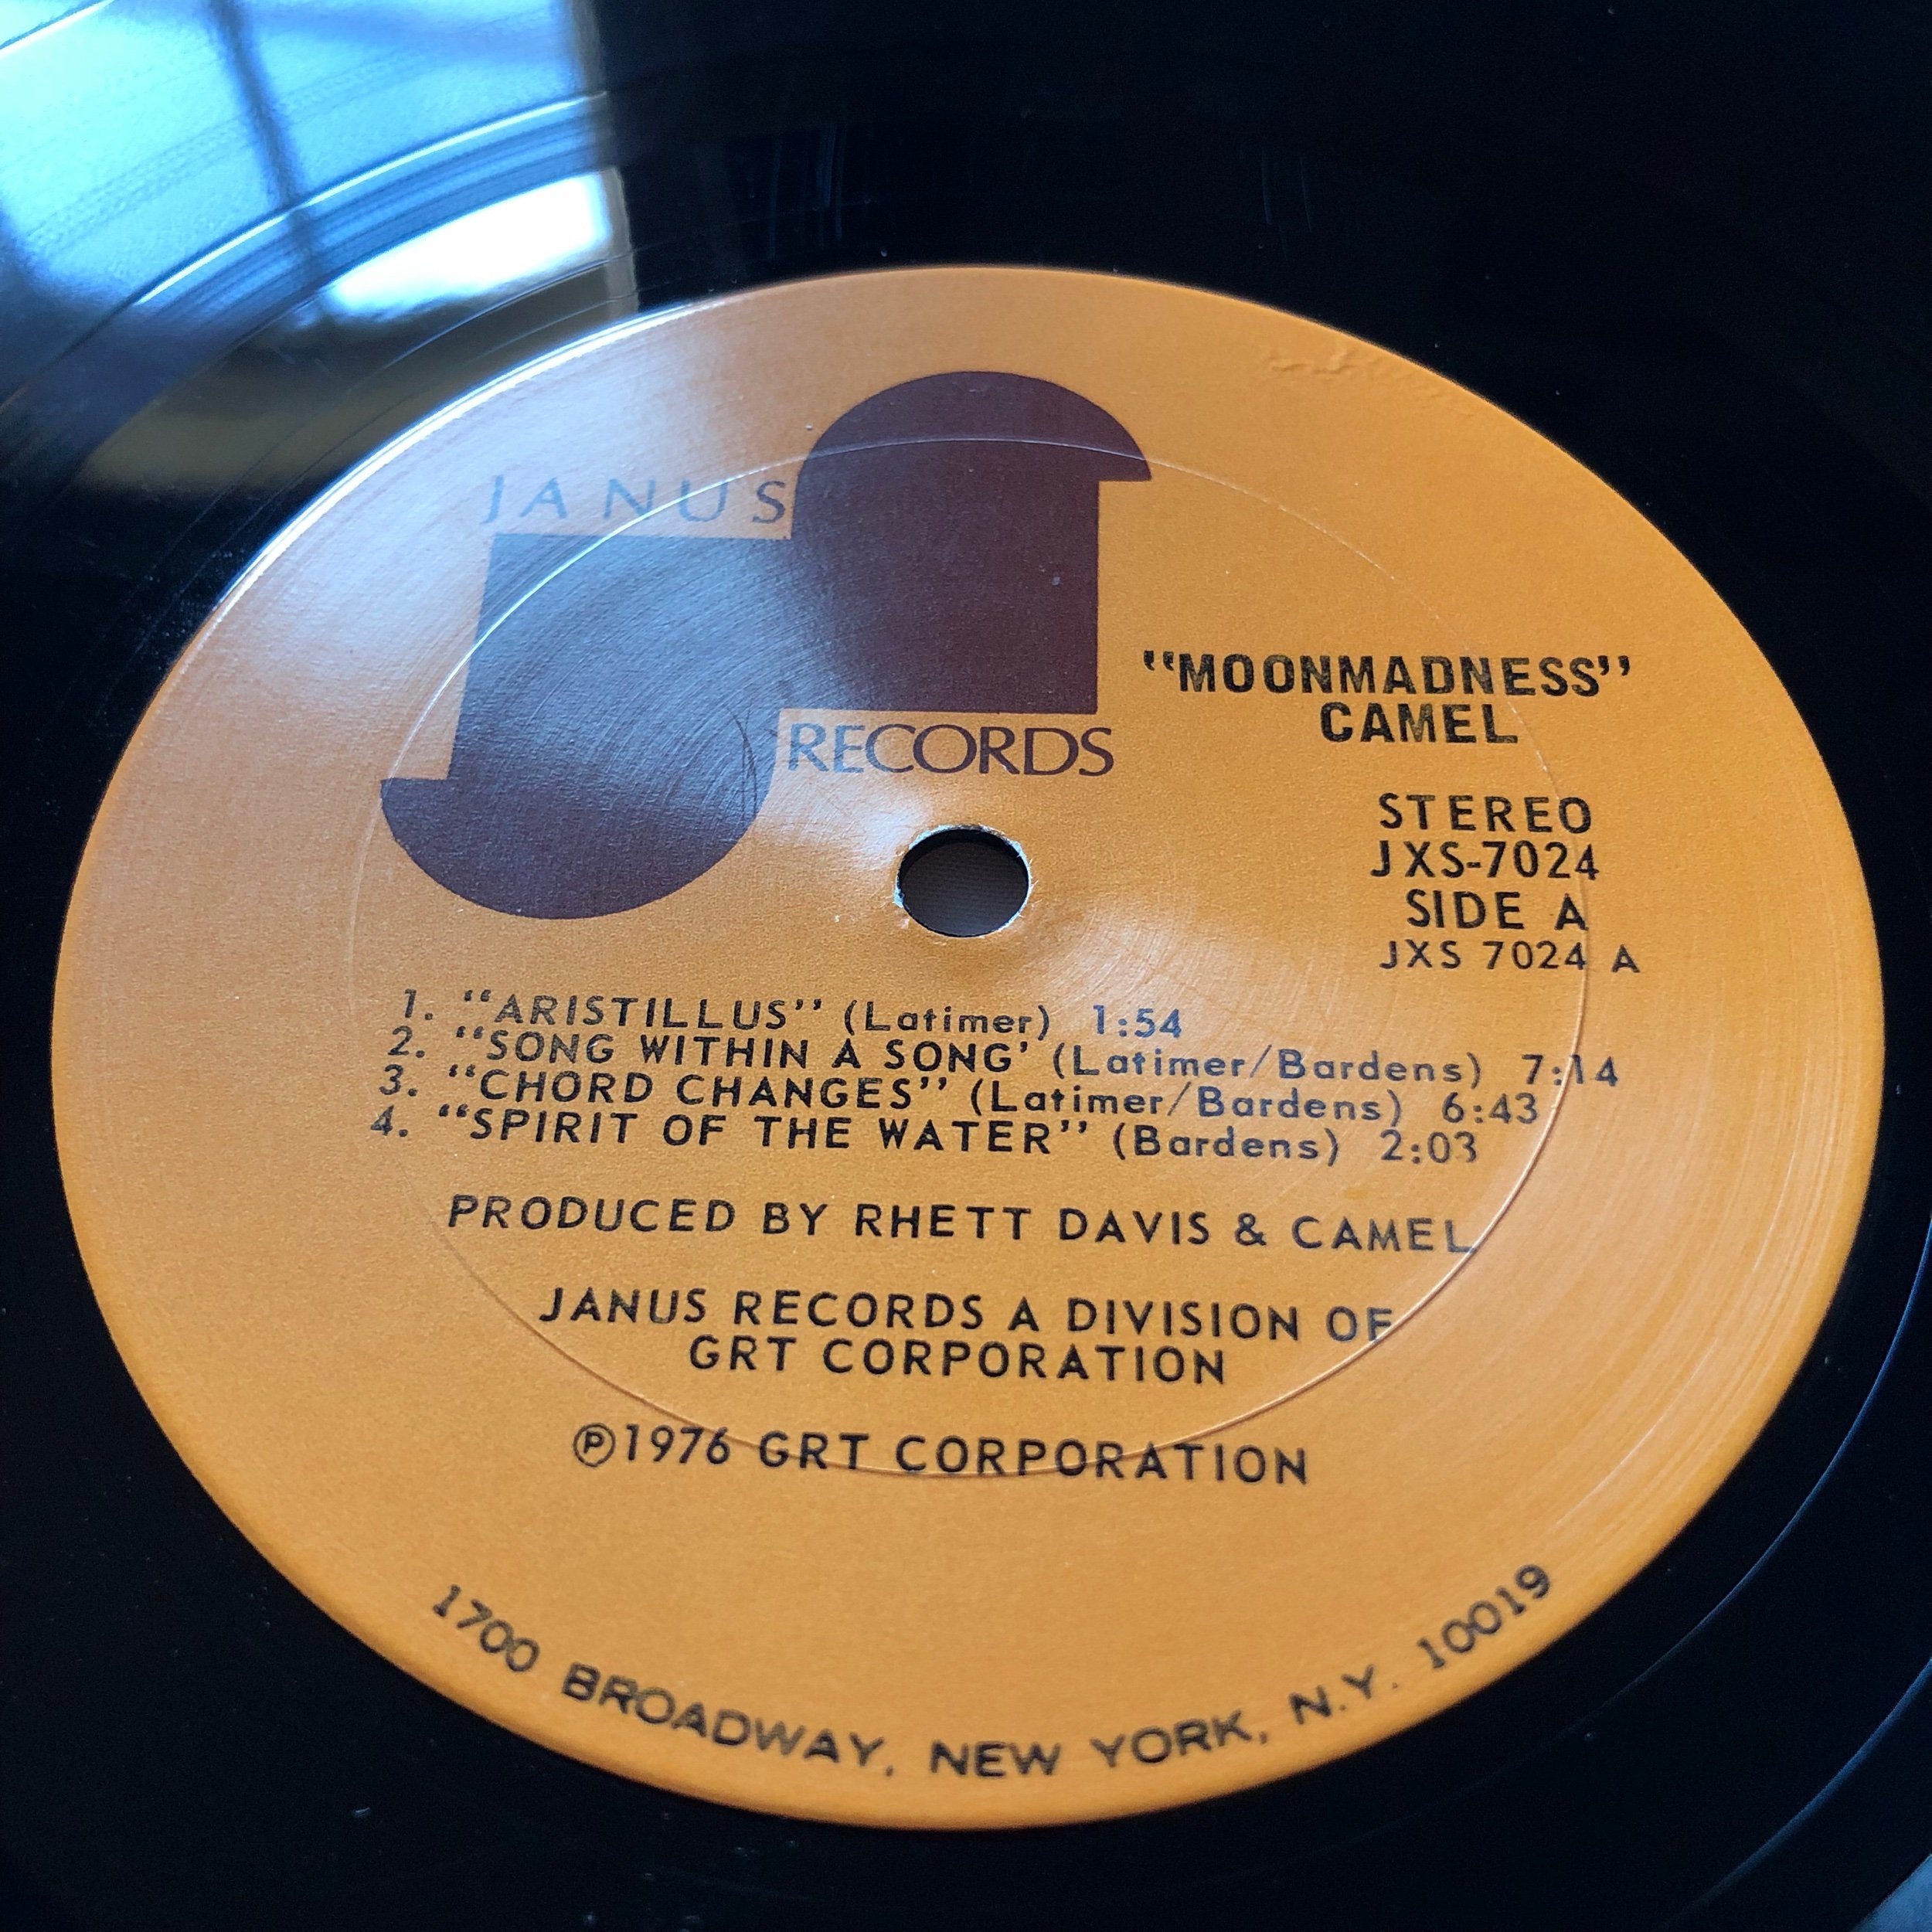 JANUS
RECORDS
“MOONMADNESS”
CAMEL
STEREO
JXS-7024
SIDE A
JXS 7024 A
1. “ARISTILLUS” (Latimer) 1:54
2. “SONG WITHIN A SONG’ (Latimer/Bardens) 7:14
3. “CHORD CHANGES” (Latimer/Bardens) 6:43
4. “SPIRIT OF THE WATER” (Bardens) 2:03
PRODUCED BY RHETT DAVIS & CAMEL
JANUS RECORDS A DIVISION OF
GRT CORPORATION
Ⓟ1976 GRT CORPORATION
1700 BROADWAY, NEW YORK, N.Y. 10019